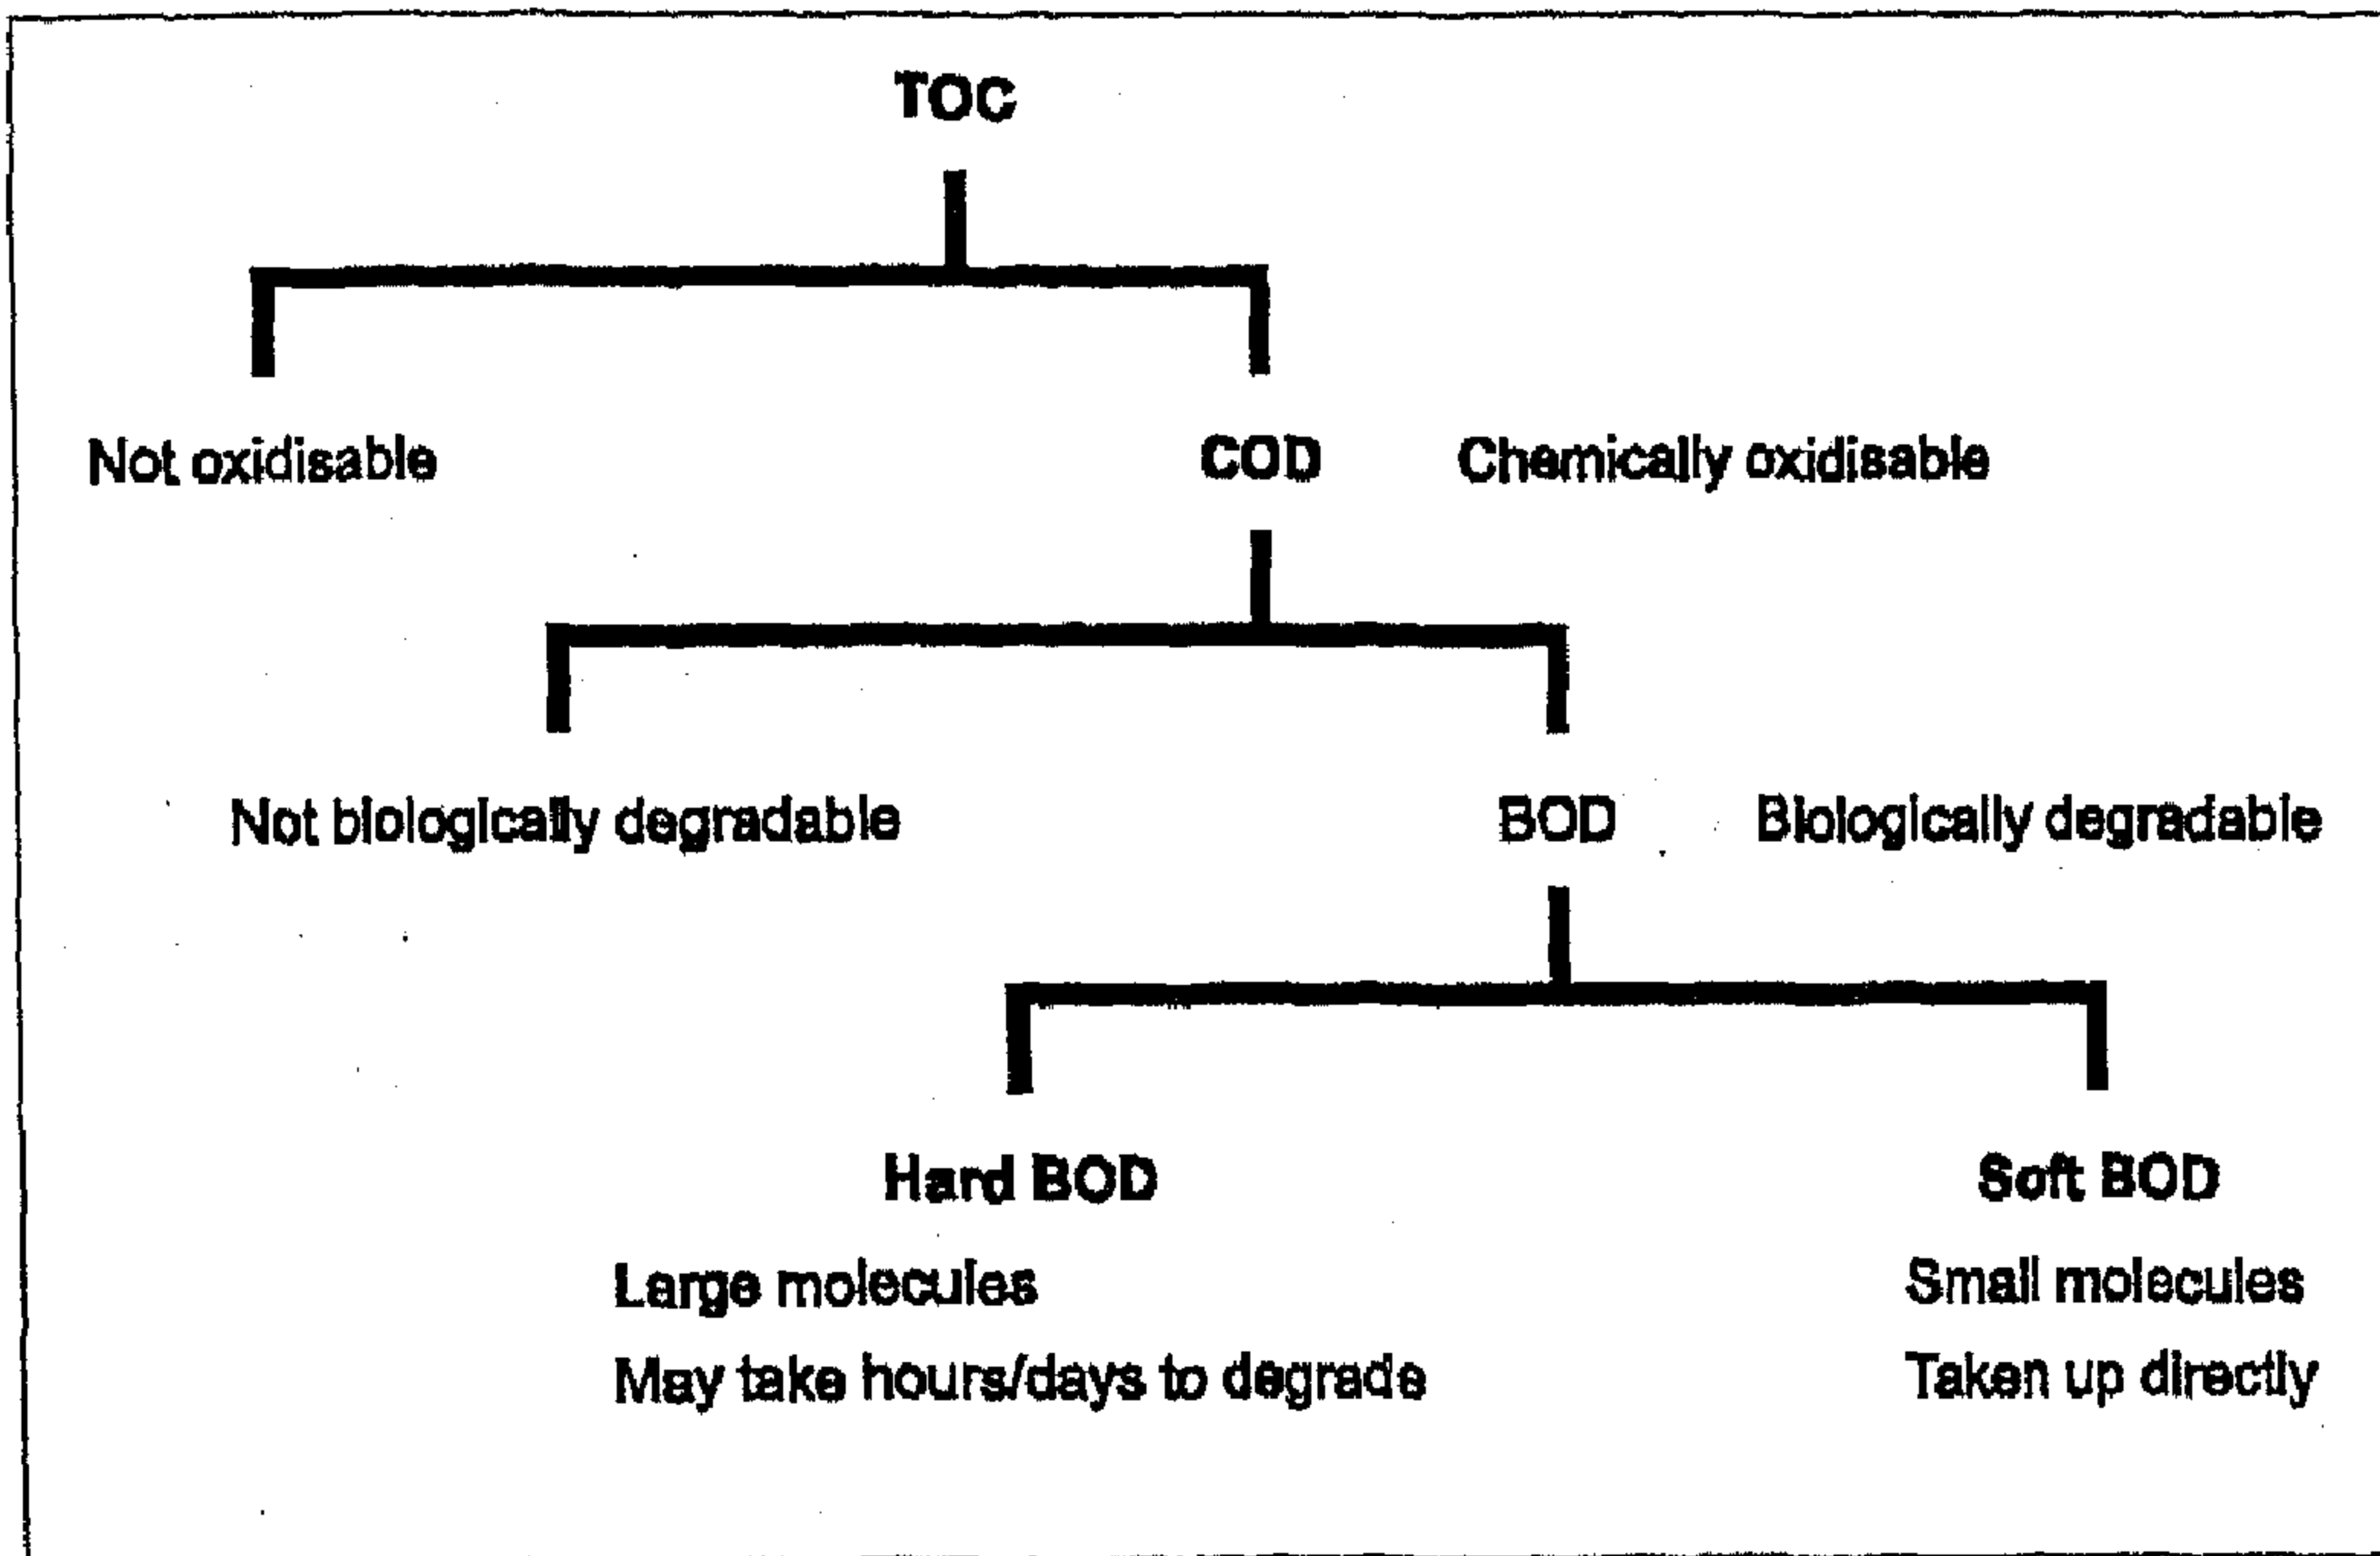 TOC
Not oxidisable
COD Chemically oxidisable
Not biologically degradable
BOD Biologically degradable
Hard BOD
Large molecules
May take hours/days to degrade
Soft BOD
Small molecules
Taken up directly